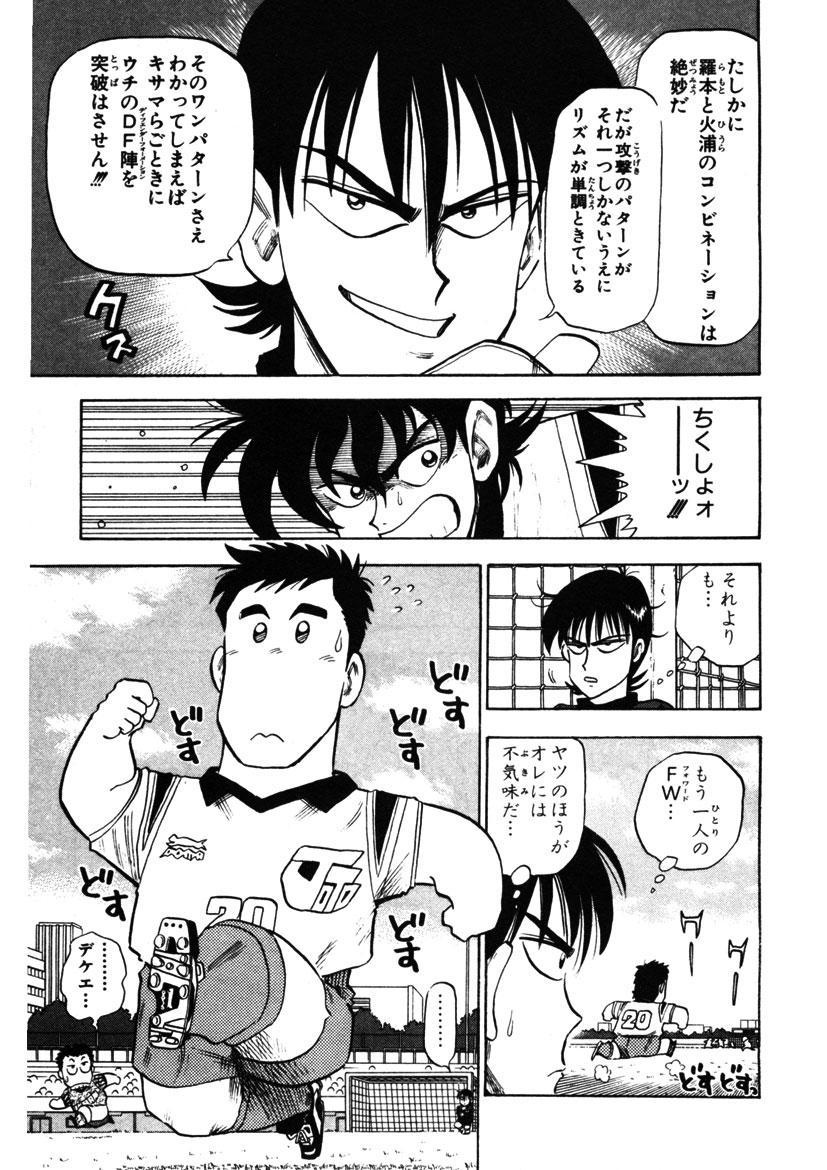 たしかに
羅本と火浦のコンビネーションは
絶妙だ
だが攻撃のパターンが
それ一つしかないうえに
リズムが単調ときている
そのワンパターンさえ
わかってしまえば
キサマらごときに
ウチのDF陣を
突破はさせん!!!
クス
ちくしょォ
ーーッ!!!
それより
も…
もう一人の
FW…
ヤツのほうが
オレには
不気味だ…
どすどすっ
20
どす
どす
どす
どす
どす
どす
20
………
デケエ…
………